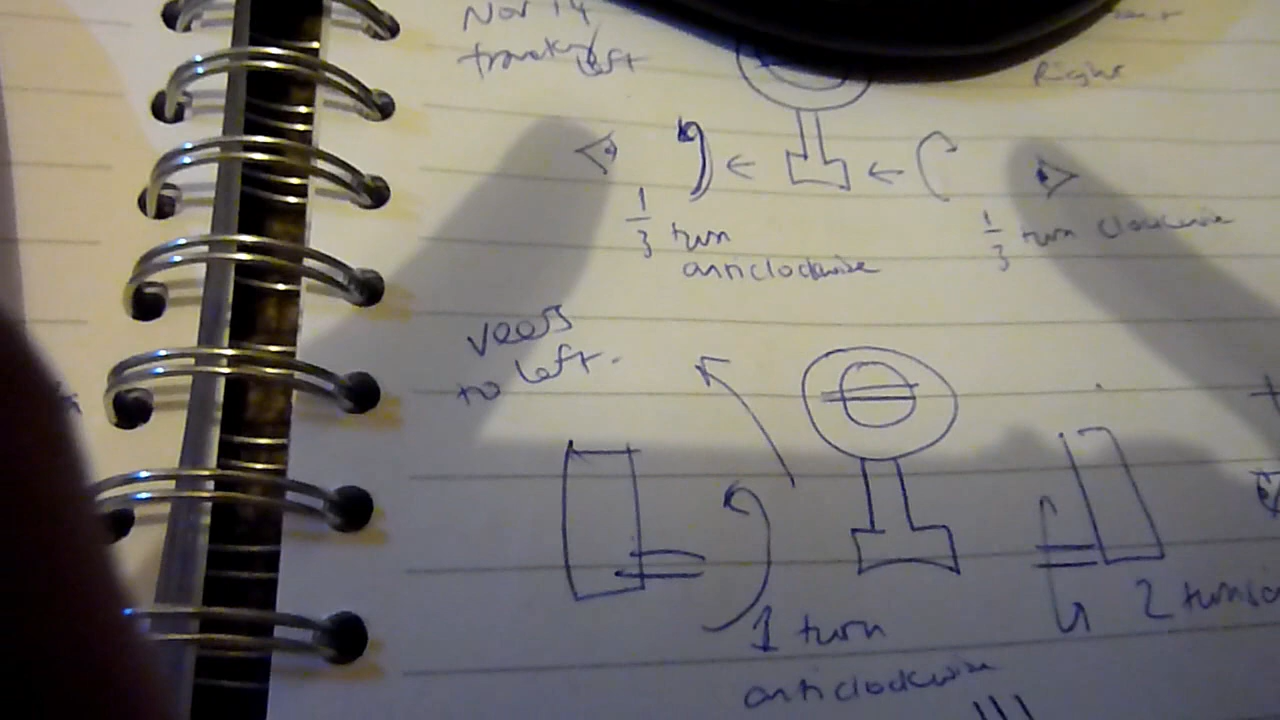 Nov 14
left
Right
1/3 turn
anticlockwise
1/3 turn clockwise
veers
to left.
1 turn
anticlockwise
2 turns